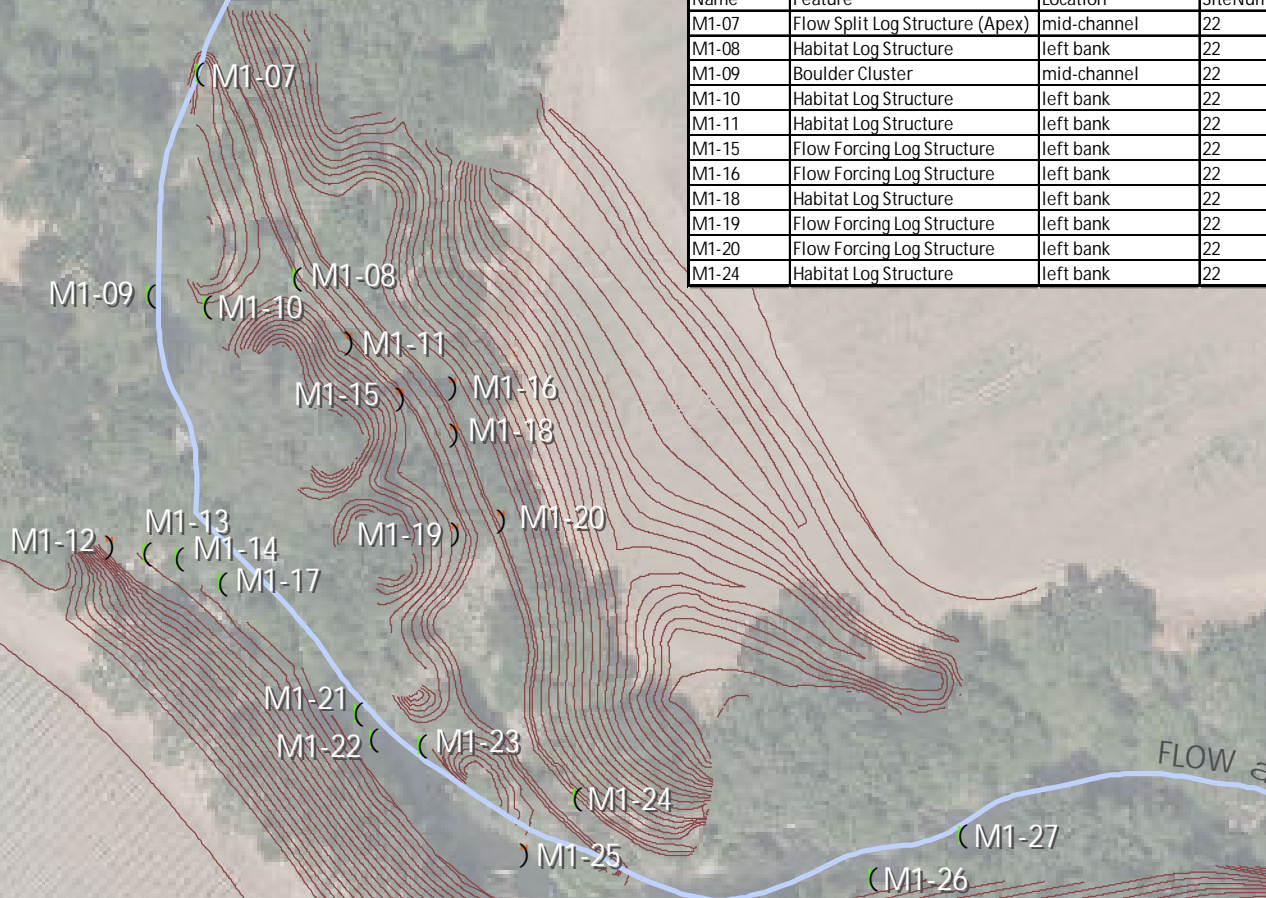 Name Feature Location SiteNum
M1-07 Flow Split Log Structure (Apex) mid-channel 22
M1-08 Habitat Log Structure left bank 22
M1-09 Boulder Cluster mid-channel 22
M1-10 Habitat Log Structure left bank 22
M1-11 Habitat Log Structure left bank 22
M1-15 Flow Forcing Log Structure left bank 22
M1-16 Flow Forcing Log Structure left bank 22
M1-18 Habitat Log Structure left bank 22
M1-19 Flow Forcing Log Structure left bank 22
M1-20 Flow Forcing Log Structure left bank 22
M1-24 Habitat Log Structure left bank 22
M1-07
M1-08
M1-09
M1-10
M1-11
M1-15
M1-16
M1-18
M1-13
M1-20
M1-19
M1-12
M1-14
M1-17
M1-21
M1-22
M1-23
FLOW a
M1-24
M1-27
M1-25
M1-26